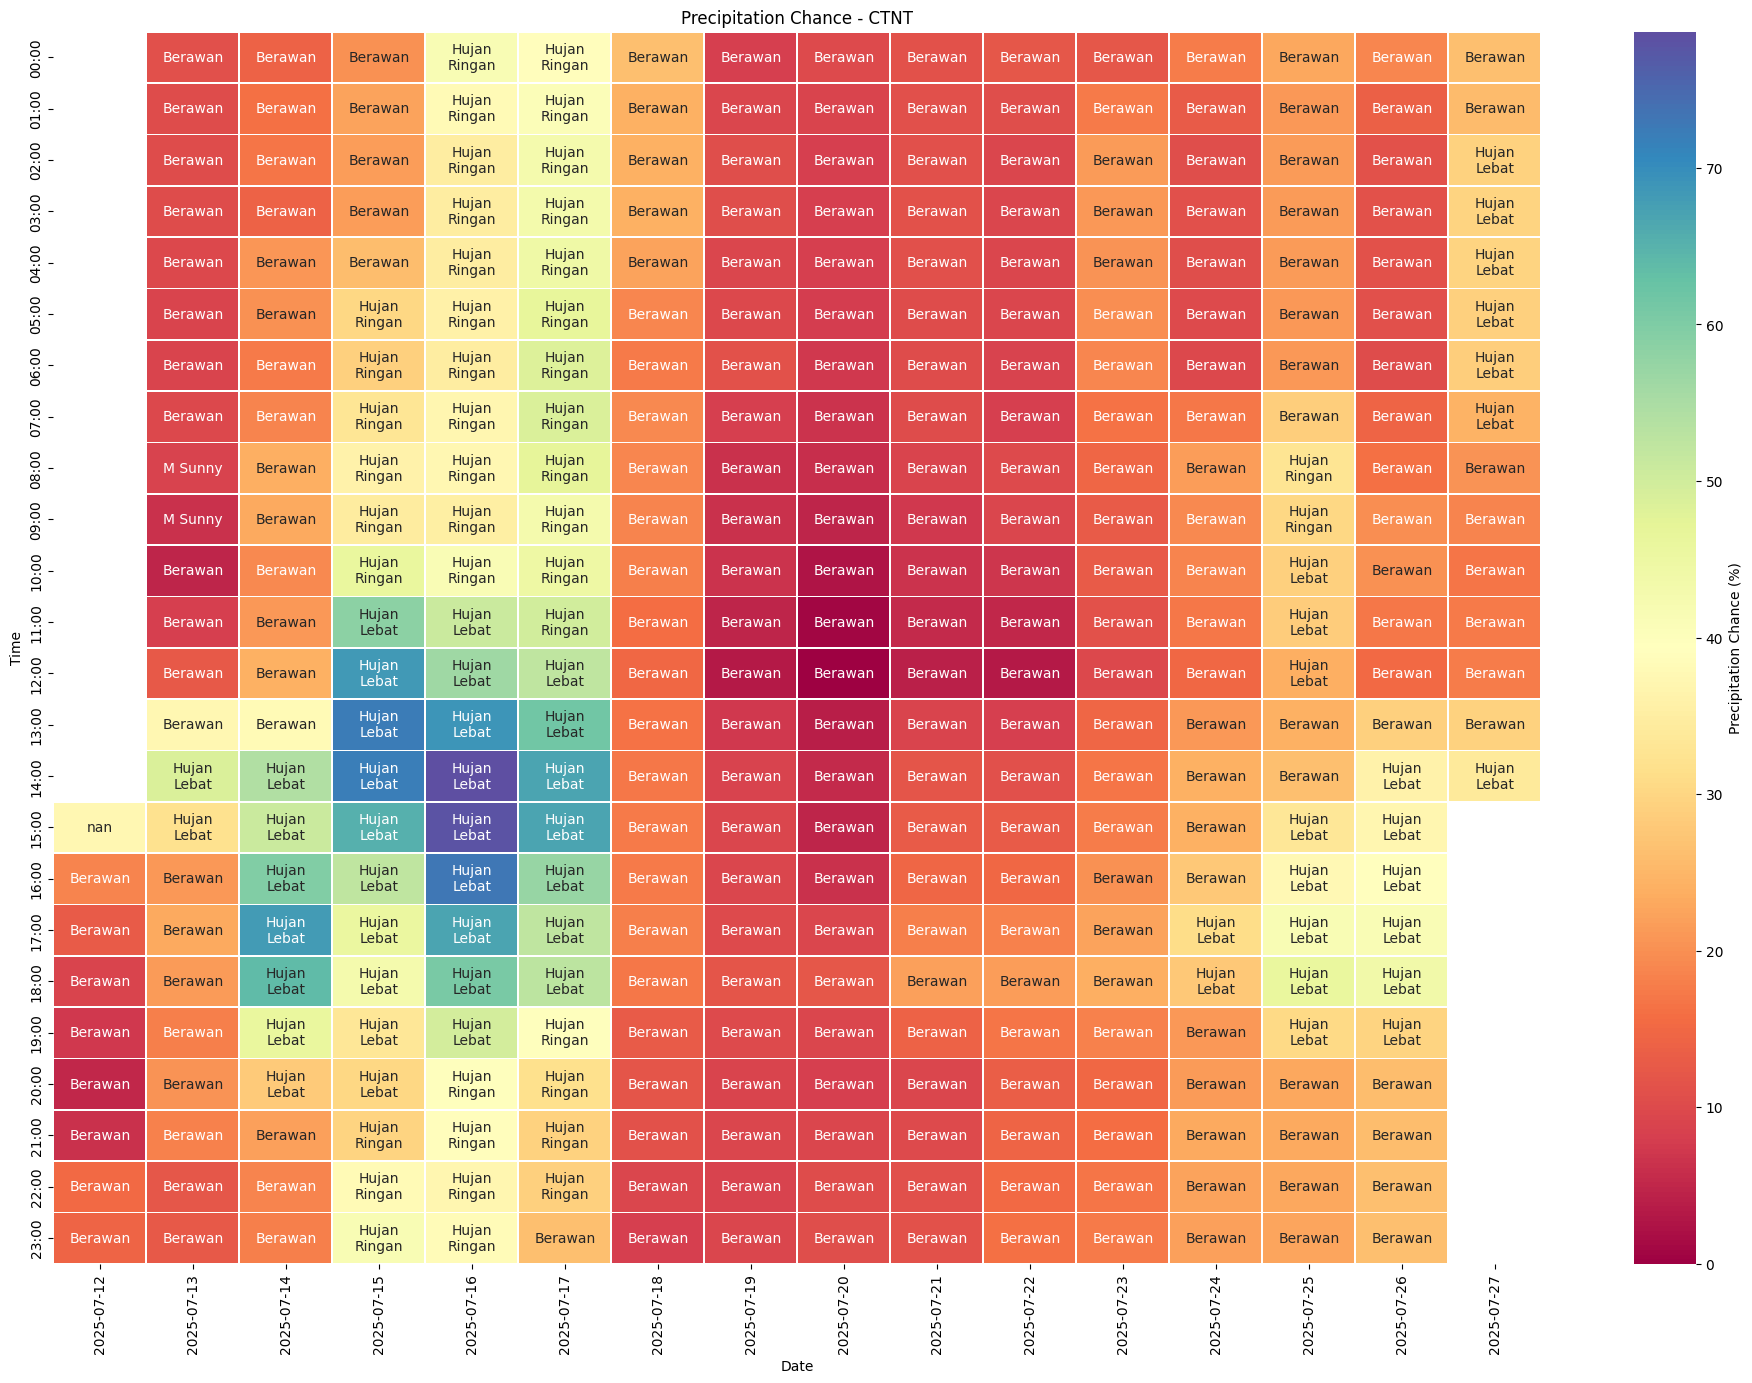 Precipitation Chance - CTNT
00:00 Berawan Berawan Berawan Hujan Ringan Hujan Ringan Berawan Berawan Berawan Berawan Berawan Berawan Berawan Berawan Berawan Berawan
01:00 Berawan Berawan Berawan Hujan Ringan Hujan Ringan Berawan Berawan Berawan Berawan Berawan Berawan Berawan Berawan Berawan Berawan
02:00 Berawan Berawan Berawan Hujan Ringan Hujan Ringan Berawan Berawan Berawan Berawan Berawan Berawan Berawan Berawan Berawan Hujan Lebat
03:00 Berawan Berawan Berawan Hujan Ringan Hujan Ringan Berawan Berawan Berawan Berawan Berawan Berawan Berawan Berawan Berawan Hujan Lebat
04:00 Berawan Berawan Berawan Hujan Ringan Hujan Ringan Berawan Berawan Berawan Berawan Berawan Berawan Berawan Berawan Berawan Hujan Lebat
05:00 Berawan Berawan Hujan Ringan Hujan Ringan Hujan Ringan Berawan Berawan Berawan Berawan Berawan Berawan Berawan Berawan Berawan Hujan Lebat
06:00 Berawan Berawan Hujan Ringan Hujan Ringan Hujan Ringan Berawan Berawan Berawan Berawan Berawan Berawan Berawan Berawan Berawan Hujan Lebat
07:00 Berawan Berawan Hujan Ringan Hujan Ringan Hujan Ringan Berawan Berawan Berawan Berawan Berawan Berawan Berawan Berawan Berawan Hujan Lebat
08:00 M Sunny Berawan Hujan Ringan Hujan Ringan Hujan Ringan Berawan Berawan Berawan Berawan Berawan Berawan Berawan Hujan Ringan Berawan Berawan
09:00 M Sunny Berawan Hujan Ringan Hujan Ringan Hujan Ringan Berawan Berawan Berawan Berawan Berawan Berawan Berawan Hujan Ringan Berawan Berawan
10:00 Berawan Berawan Hujan Ringan Hujan Ringan Hujan Ringan Berawan Berawan Berawan Berawan Berawan Berawan Berawan Hujan Lebat Berawan Berawan
11:00 Berawan Berawan Hujan Lebat Hujan Lebat Hujan Ringan Berawan Berawan Berawan Berawan Berawan Berawan Berawan Hujan Lebat Berawan Berawan
12:00 Berawan Berawan Hujan Lebat Hujan Lebat Hujan Lebat Berawan Berawan Berawan Berawan Berawan Berawan Berawan Hujan Lebat Berawan Berawan
13:00 Berawan Berawan Hujan Lebat Hujan Lebat Hujan Lebat Berawan Berawan Berawan Berawan Berawan Berawan Berawan Berawan Berawan Berawan
14:00 Hujan Lebat Hujan Lebat Hujan Lebat Hujan Lebat Hujan Lebat Berawan Berawan Berawan Berawan Berawan Berawan Berawan Berawan Hujan Lebat Hujan Lebat
15:00 nan Hujan Lebat Hujan Lebat Hujan Lebat Hujan Lebat Hujan Lebat Berawan Berawan Berawan Berawan Berawan Berawan Berawan Hujan Lebat Hujan Lebat
16:00 Berawan Berawan Hujan Lebat Hujan Lebat Hujan Lebat Hujan Lebat Berawan Berawan Berawan Berawan Berawan Berawan Berawan Hujan Lebat Hujan Lebat
17:00 Berawan Berawan Hujan Lebat Hujan Lebat Hujan Lebat Hujan Lebat Berawan Berawan Berawan Berawan Berawan Berawan Hujan Lebat Hujan Lebat Hujan Lebat
18:00 Berawan Berawan Hujan Lebat Hujan Lebat Hujan Lebat Hujan Lebat Berawan Berawan Berawan Berawan Berawan Berawan Hujan Lebat Hujan Lebat Hujan Lebat
19:00 Berawan Berawan Hujan Lebat Hujan Lebat Hujan Lebat Hujan Ringan Berawan Berawan Berawan Berawan Berawan Berawan Berawan Hujan Lebat Hujan Lebat
20:00 Berawan Berawan Hujan Lebat Hujan Lebat Hujan Ringan Hujan Ringan Berawan Berawan Berawan Berawan Berawan Berawan Berawan Berawan Berawan
21:00 Berawan Berawan Berawan Hujan Ringan Hujan Ringan Hujan Ringan Berawan Berawan Berawan Berawan Berawan Berawan Berawan Berawan Berawan
22:00 Berawan Berawan Berawan Hujan Ringan Hujan Ringan Hujan Ringan Berawan Berawan Berawan Berawan Berawan Berawan Berawan Berawan Berawan
23:00 Berawan Berawan Berawan Hujan Ringan Hujan Ringan Berawan Berawan Berawan Berawan Berawan Berawan Berawan Berawan Berawan Berawan
Time
2025-07-12 2025-07-13 2025-07-14 2025-07-15 2025-07-16 2025-07-17 2025-07-18 2025-07-19 2025-07-20 2025-07-21 2025-07-22 2025-07-23 2025-07-24 2025-07-25 2025-07-26 2025-07-27
Date
70
60
50
40
30
20
10
0
Precipitation Chance (%)